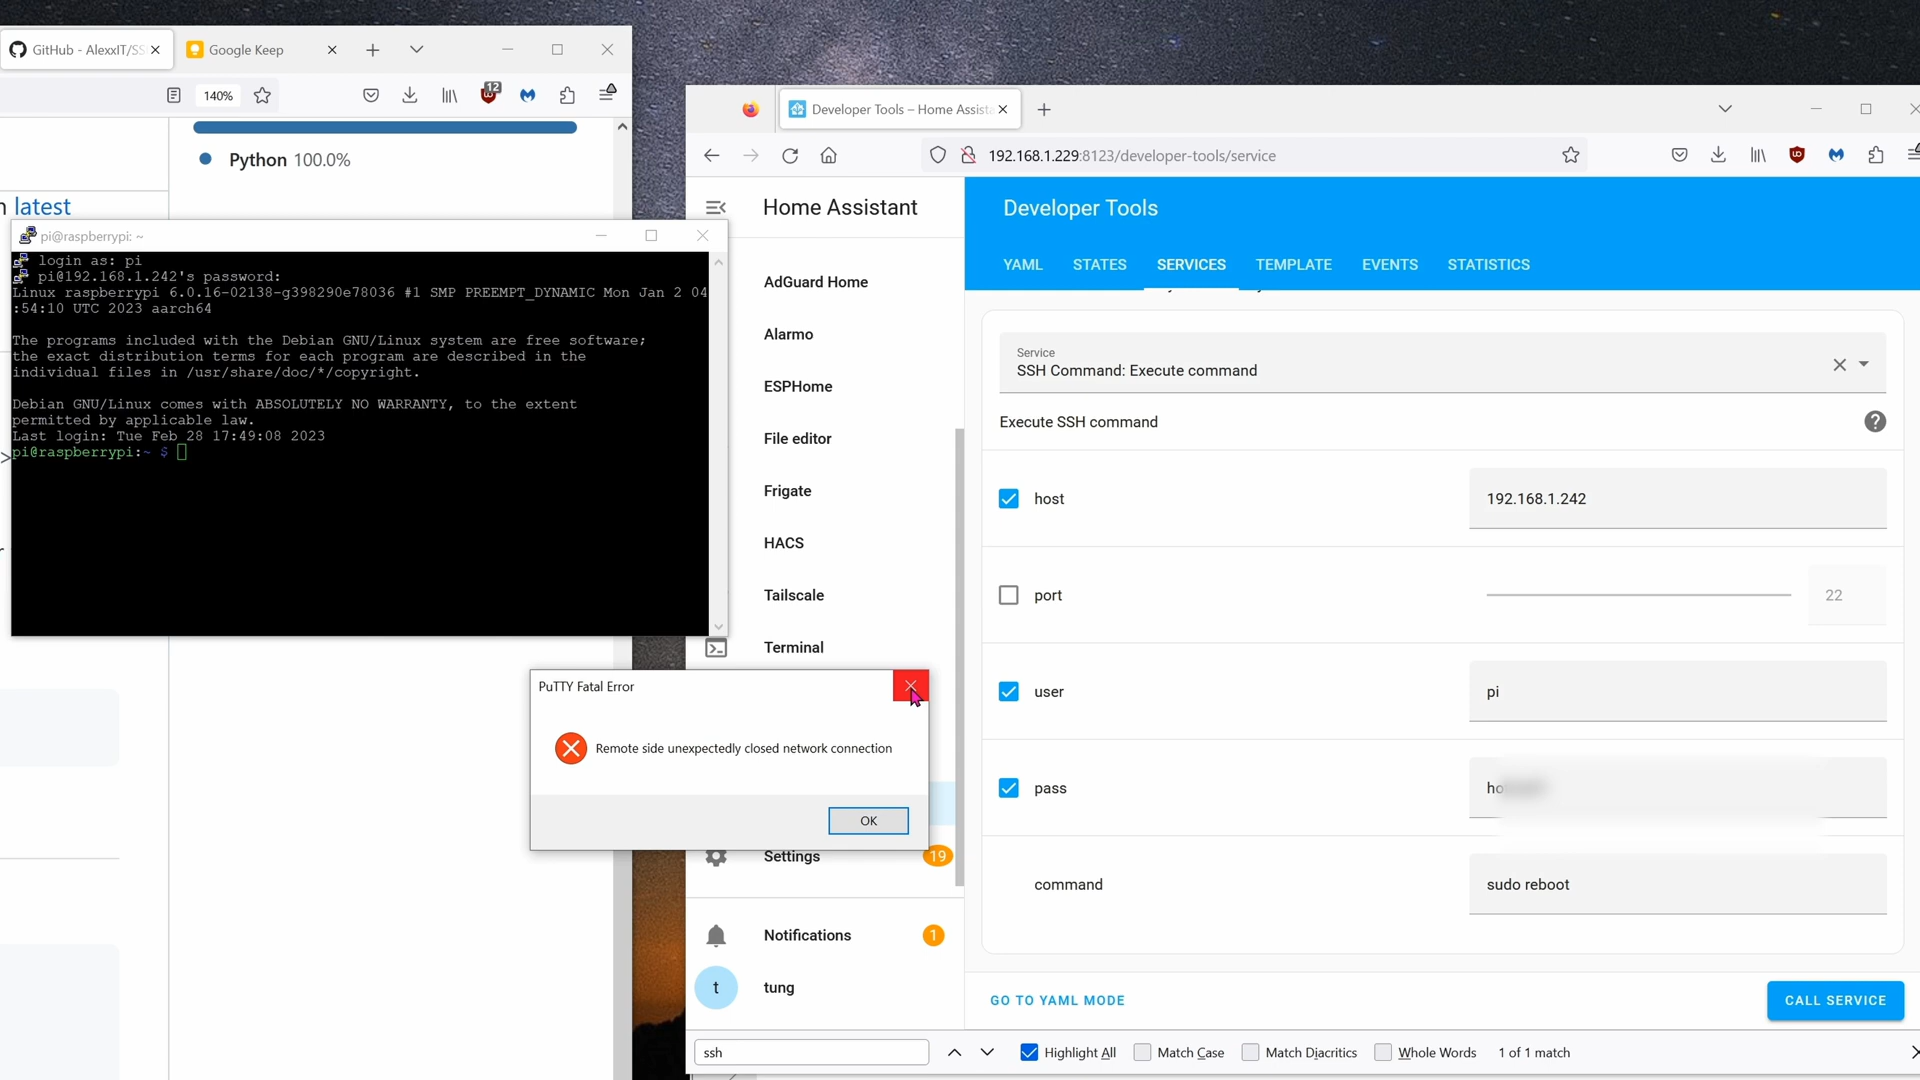 GitHub - AlexxIT/SS
Google Keep
140%
12
Python 100.0%
latest
pi@raspberrypi: ~
login as: pi
pi@192.168.1.242's password:
Linux raspberrypi 6.0.16-02138-g398290e78036 #1 SMP PREEMPT_DYNAMIC Mon Jan 2 04
:54:10 UTC 2023 aarch64
The programs included with the Debian GNU/Linux system are free software;
the exact distribution terms for each program are described in the
individual files in /usr/share/doc/*/copyright.
Debian GNU/Linux comes with ABSOLUTELY NO WARRANTY, to the extent
permitted by applicable law.
Last login: Tue Feb 28 17:49:08 2023
pi@raspberrypi:~ $
PuTTY Fatal Error
Remote side unexpectedly closed network connection
OK
Developer Tools – Home Assista
192.168.1.229:8123/developer-tools/service
Home Assistant
AdGuard Home
Alarmo
ESPHome
File editor
Frigate
HACS
Tailscale
Terminal
Settings
19
Notifications
1
t
tung
Developer Tools
YAML
STATES
SERVICES
TEMPLATE
EVENTS
STATISTICS
Service
SSH Command: Execute command
Execute SSH command
host
192.168.1.242
port
22
user
pi
pass
command
sudo reboot
GO TO YAML MODE
CALL SERVICE
ssh
Highlight All
Match Case
Match Diacritics
Whole Words
1 of 1 match